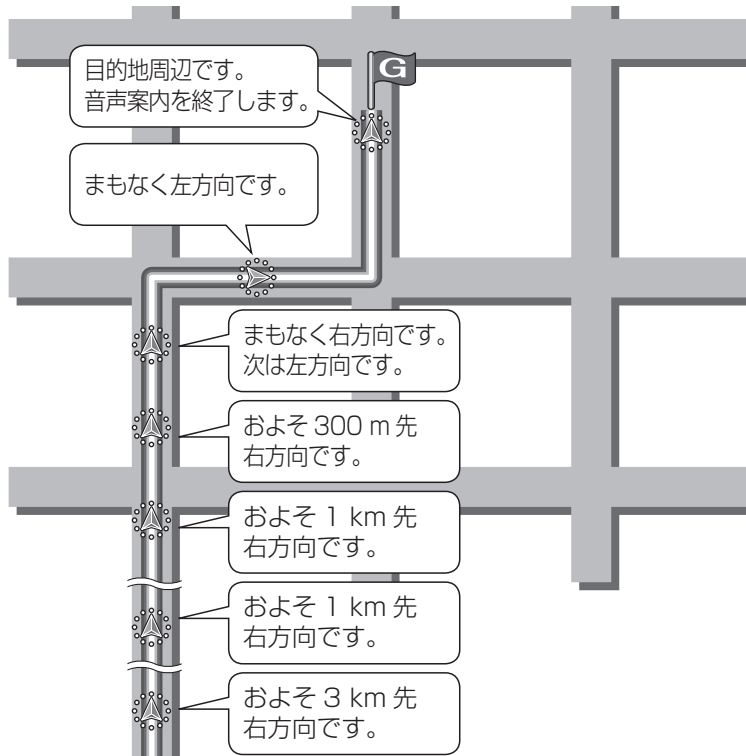 目的地周辺です。
音声案内を終了します。
G
まもなく左方向です。
まもなく右方向です。
次は左方向です。
およそ 300 m 先
右方向です。
およそ 1 km 先
右方向です。
およそ 1 km 先
右方向です。
およそ 3 km 先
右方向です。